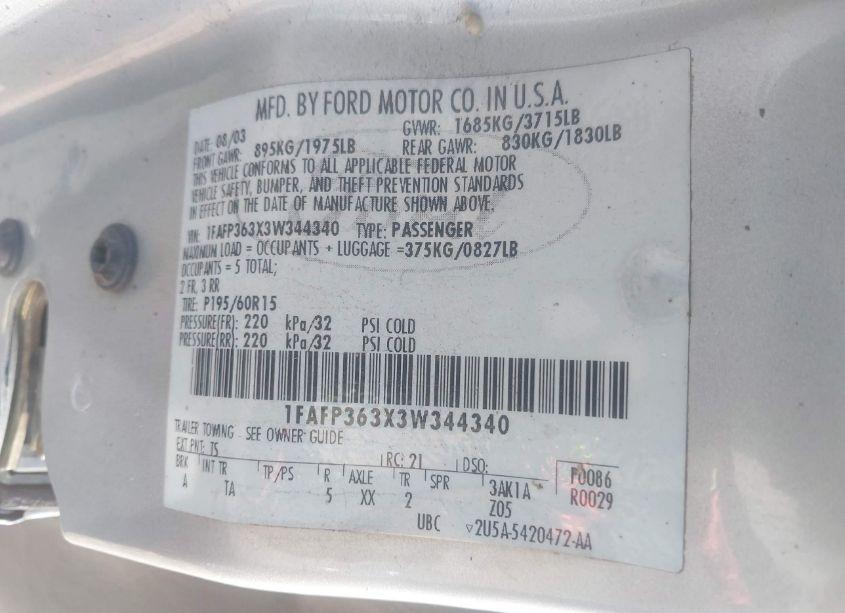 MFD. BY FORD MOTOR CO. IN U.S.A.
DATE: 08/03 GVWR: 1685KG/3715LB
FRONT GAWR: 895KG/1975LB REAR GAWR: 830KG/1830LB
THIS VEHICLE CONFORMS TO ALL APPLICABLE FEDERAL MOTOR
VEHICLE SAFETY, BUMPER, AND THEFT PREVENTION STANDARDS
IN EFFECT ON THE DATE OF MANUFACTURE SHOWN ABOVE.
VIN: 1FAFP363X3W344340 TYPE: PASSENGER
MAXIMUM LOAD = OCCUPANTS + LUGGAGE =375KG/0827LB
OCCUPANTS = 5 TOTAL;
2 FR, 3 RR
TIRE: P195/60R15
PRESSURE(FR): 220 kPa/32 PSI COLD
PRESSURE(RR): 220 kPa/32 PSI COLD
1FAFP363X3W344340
TRAILER TOWING - SEE OWNER GUIDE
EXT PNT: TS RC: 21 DSO: F0086
BRK INT TR TP/PS R AXLE TR SPR 3AK1A R0029
A TA 5 XX 2 Z05
UBC ▽2U5A-5420472-AA